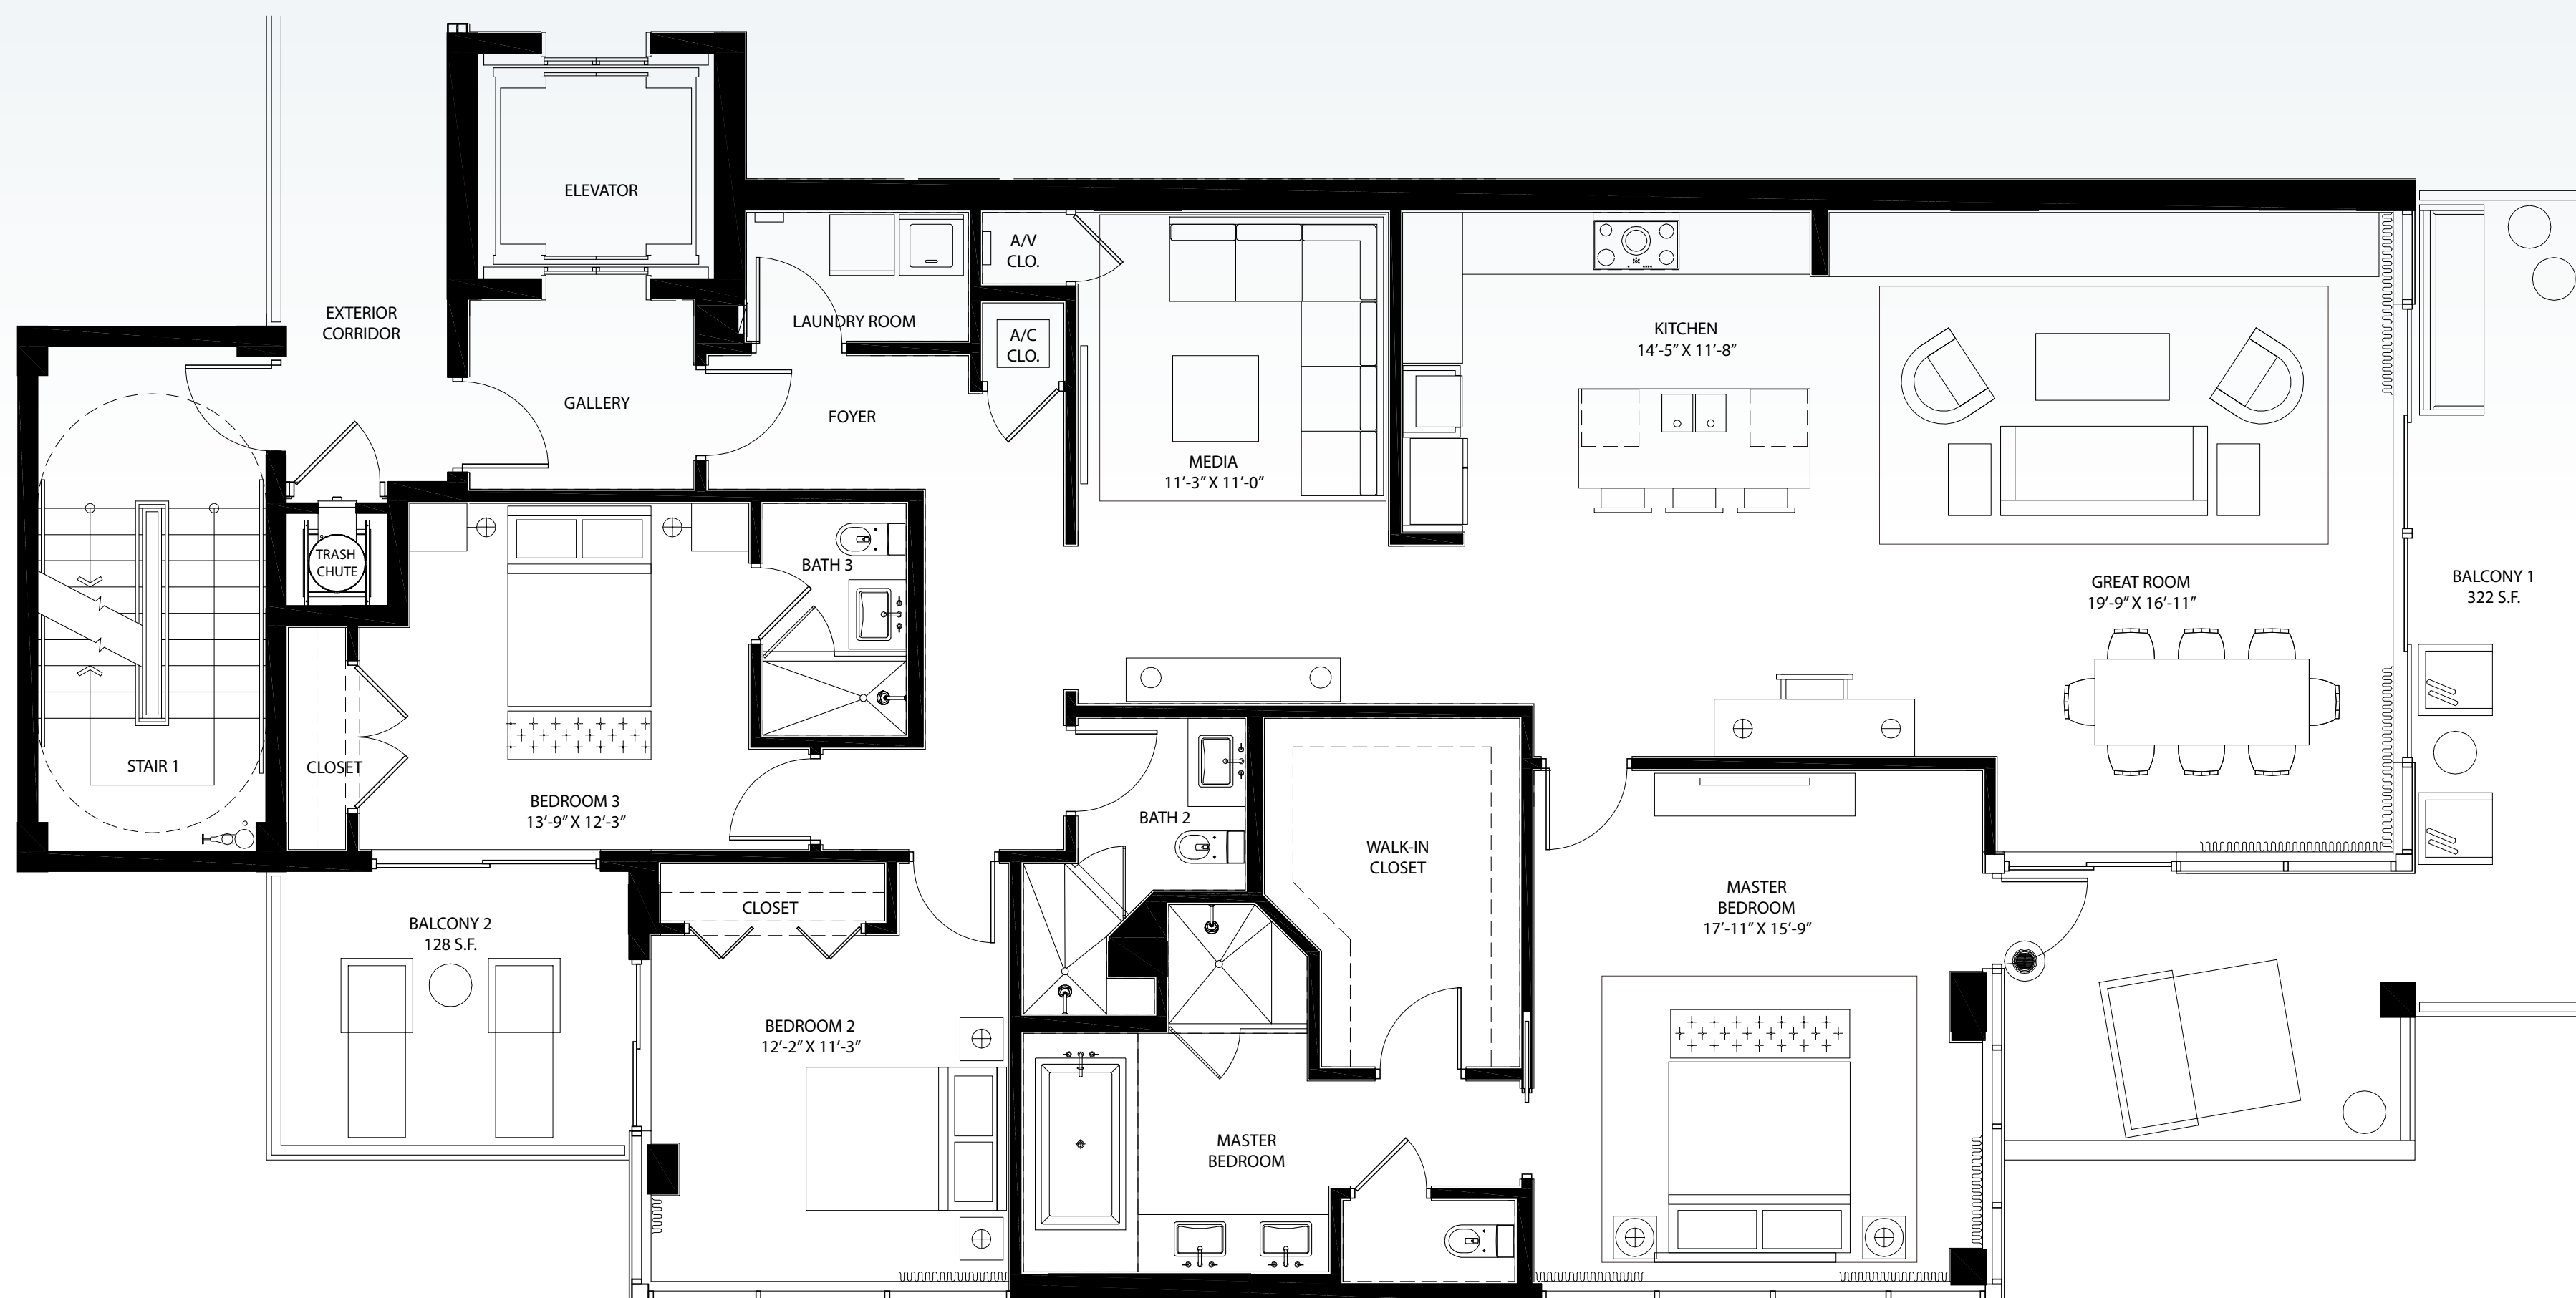 ELEVATOR
EXTERIOR
CORRIDOR
GALLERY
LAUNDRY ROOM
FOYER
A/V
CLO.
A/C
CLO.
MEDIA
11’-3” X 11’-0”
KITCHEN
14’-5” X 11’-8”
GREAT ROOM
19’-9” X 16’-11”
BALCONY 1
322 S.F.
TRASH
CHUTE
BATH 3
STAIR 1
CLOSET
BEDROOM 3
13’-9” X 12’-3”
BATH 2
WALK-IN
CLOSET
MASTER
BEDROOM
17’-11” X 15’-9”
BALCONY 2
128 S.F.
CLOSET
BEDROOM 2
12’-2” X 11’-3”
MASTER
BEDROOM